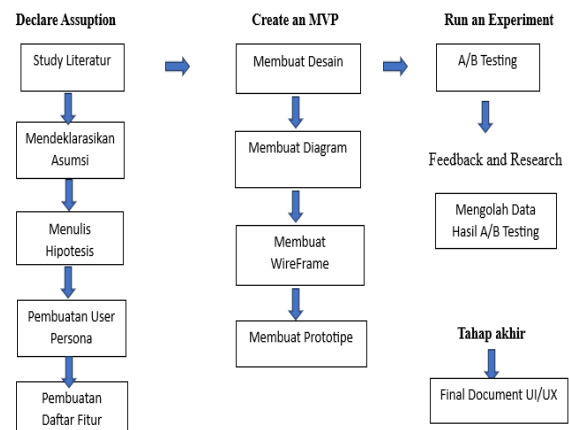 Declare Assuption
Study Literatur
Mendeklarasikan
Asumsi
Menulis
Hipotesis
Pembuatan User
Persona
Pembuatan
Daftar Fitur
Create an MVP
Membuat Desain
Membuat Diagram
Membuat
WireFrame
Membuat Prototipe
Run an Experiment
A/B Testing
Feedback and Research
Mengolah Data
Hasil A/B Testing
Tahap akhir
Final Document UI/UX